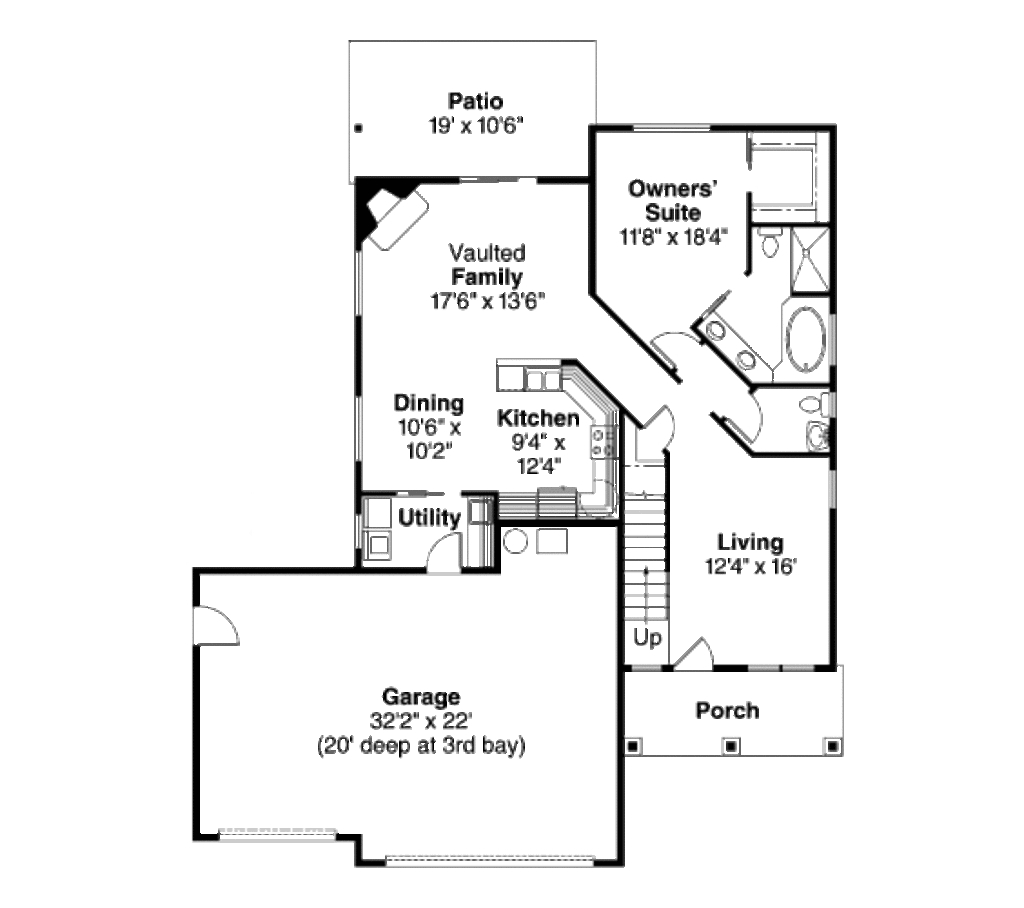 Patio
19' x 10'6"
Owners'
Suite
11'8" x 18'4"
Vaulted
Family
17'6" x 13'6"
Dining
10'6" x
10'2"
Kitchen
9'4" x
12'4"
Utility
Living
12'4" x 16'
Up
Garage
32'2" x 22'
(20' deep at 3rd bay)
Porch